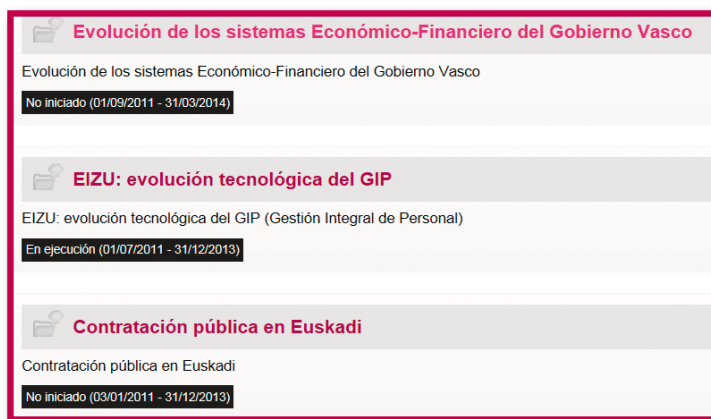 Evolución de los sistemas Económico-Financiero del Gobierno Vasco
Evolución de los sistemas Económico-Financiero del Gobierno Vasco
No iniciado (01/09/2011 - 31/03/2014)
EIZU: evolución tecnológica del GIP
EIZU: evolución tecnológica del GIP (Gestión Integral de Personal)
En ejecución (01/07/2011 - 31/12/2013)
Contratación pública en Euskadi
Contratación pública en Euskadi
No iniciado (03/01/2011 - 31/12/2013)